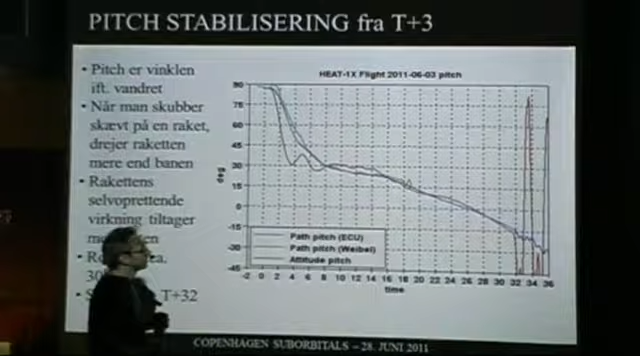 PITCH STABILISERING fra T+3
• Pitch er vinklen
ift. vandret
• Når man skubber
skævt på en raket,
drejer raketten
mere end banen
• Rakettens
selvoprettende
virkning tiltager
•
30
• T+32
HEAT-1X Flight 2011-06-03 pitch
90
75
60
45
30
15
0
-15
-30
-45
deg
Path pitch (ECU)
Path pitch (Weibel)
Attitude pitch
-2 0 2 4 6 8 10 12 14 16 18 20 22 24 26 28 30 32 34 36
time
COPENHAGEN SUBORBITALS – 28. JUNI 2011